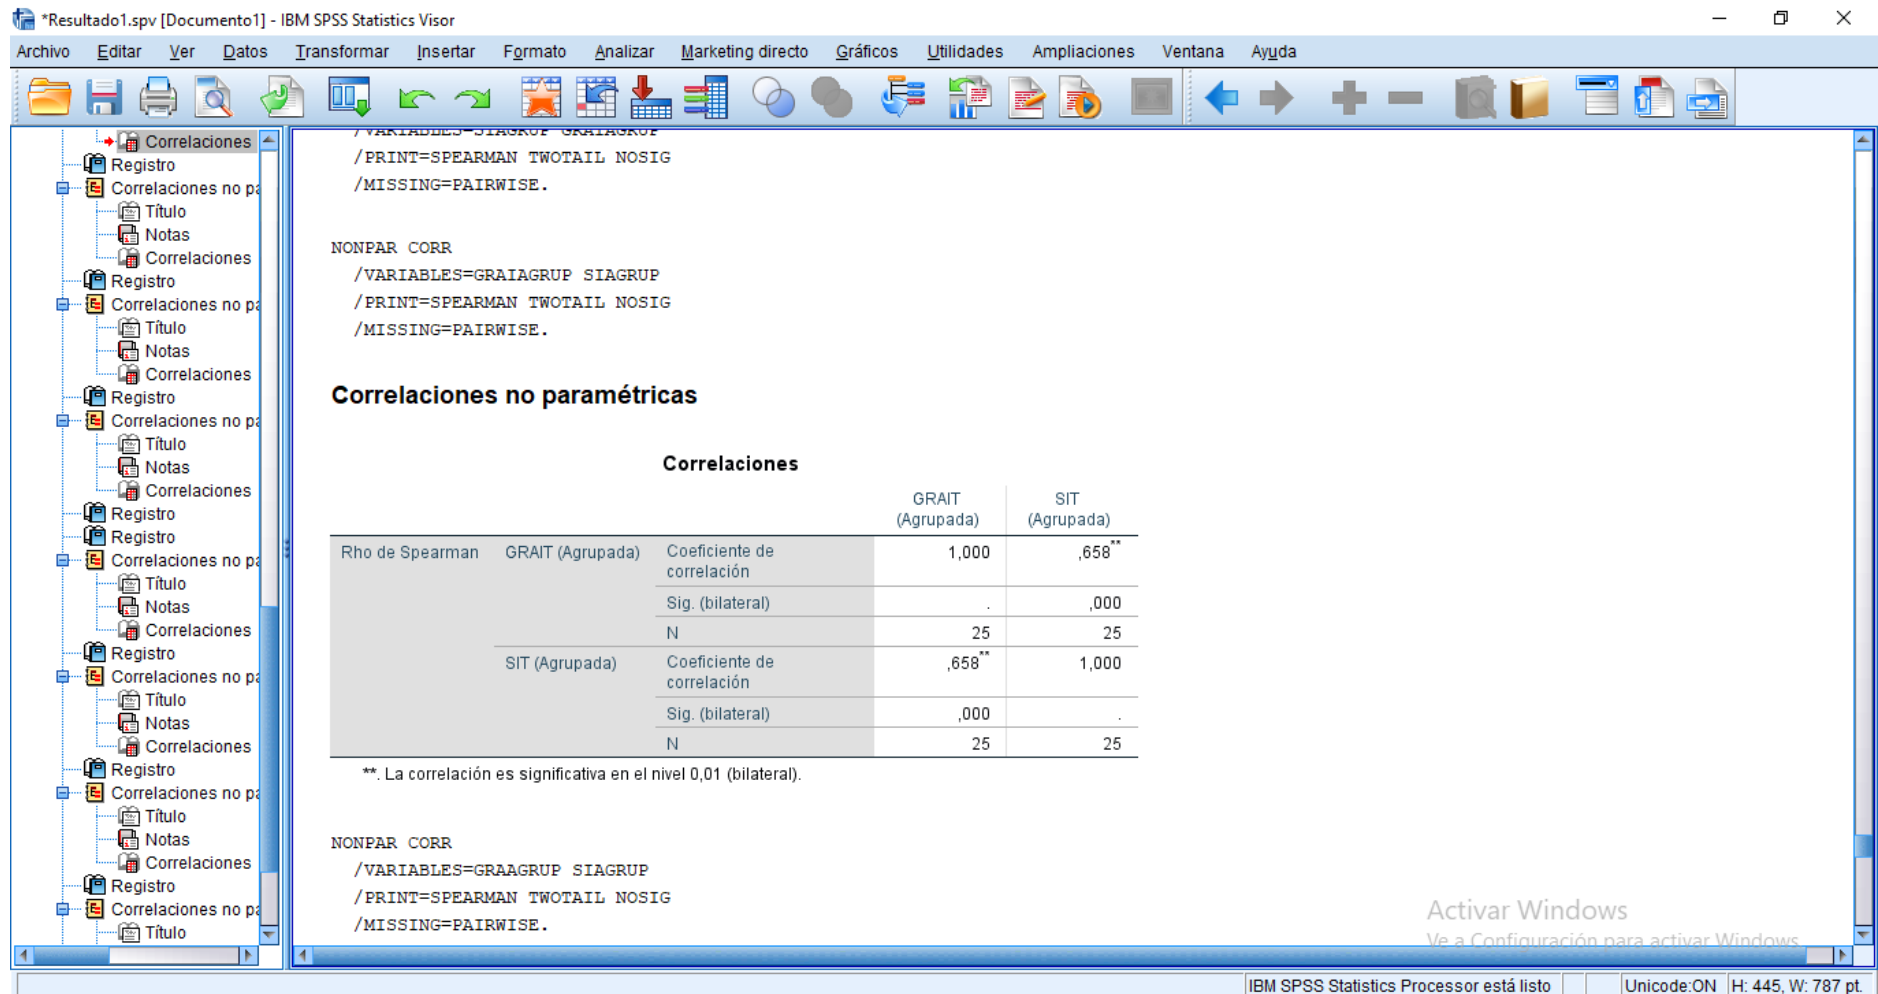 *Resultado1.spv [Documento1] - IBM SPSS Statistics Visor
Archivo Editar Ver Datos Transformar Insertar Formato Analizar Marketing directo Gráficos Utilidades Ampliaciones Ventana Ayuda
Correlaciones
Registro
Correlaciones no pa
Título
Notas
Correlaciones
Registro
Correlaciones no pa
Título
Notas
Correlaciones
Registro
Correlaciones no pa
Título
Notas
Correlaciones
Registro
Registro
Correlaciones no pa
Título
Notas
Correlaciones
Registro
Correlaciones no pa
Título
Notas
Correlaciones
Registro
Correlaciones no pa
Título
Notas
Correlaciones
Registro
Correlaciones no pa
Título
/VARIABLES=SIAGRUP GRAIAGRUP
/PRINT=SPEARMAN TWOTAIL NOSIG
/MISSING=PAIRWISE.
NONPAR CORR
/VARIABLES=GRAIAGRUP SIAGRUP
/PRINT=SPEARMAN TWOTAIL NOSIG
/MISSING=PAIRWISE.
Correlaciones no paramétricas
Correlaciones
GRAIT (Agrupada) SIT (Agrupada)
Rho de Spearman GRAIT (Agrupada) Coeficiente de correlación 1,000 ,658**
Sig. (bilateral) . ,000
N 25 25
SIT (Agrupada) Coeficiente de correlación ,658** 1,000
Sig. (bilateral) ,000 .
N 25 25
**. La correlación es significativa en el nivel 0,01 (bilateral).
NONPAR CORR
/VARIABLES=GRAAGRUP SIAGRUP
/PRINT=SPEARMAN TWOTAIL NOSIG
/MISSING=PAIRWISE.
Activar Windows
Ve a Configuración para activar Windows.
IBM SPSS Statistics Processor está listo Unicode:ON H: 445, W: 787 pt.